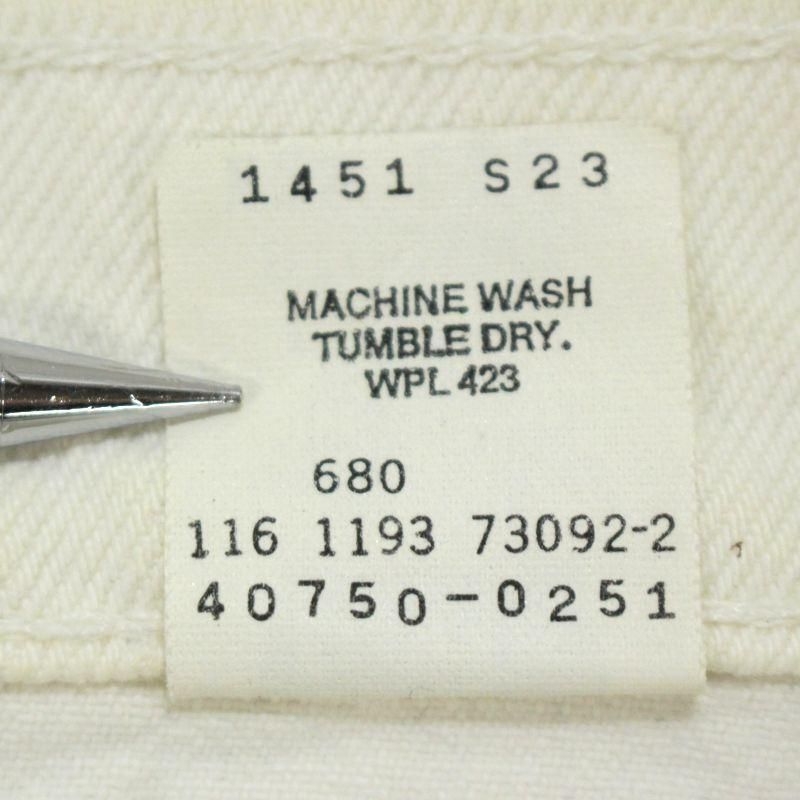 1451 S23
MACHINE WASH
TUMBLE DRY.
WPL 423
680
116 1193 73092-2
40750-0251